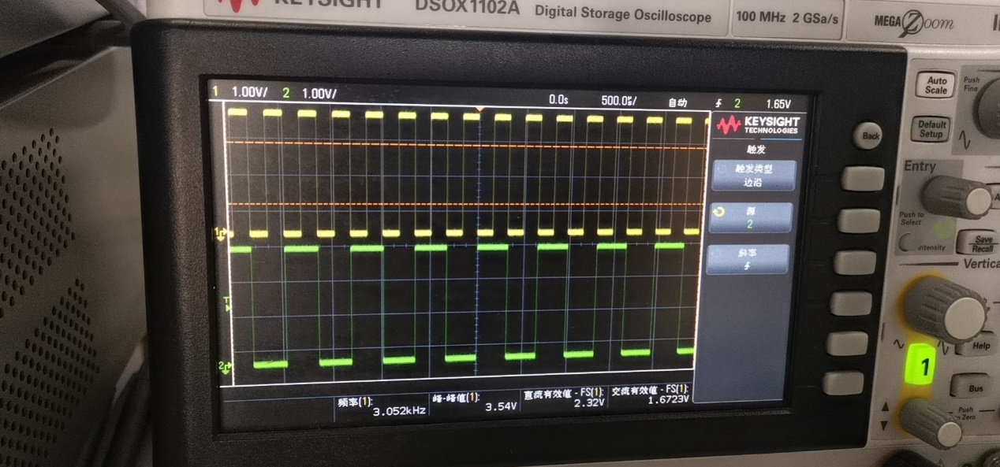 KEYSIGHT DSOX1102A Digital Storage Oscilloscope 100 MHz 2 GSa/s MEGA Zoom
1 1.00V/ 2 1.00V/ 0.0s 500.0㎲/ 自动 2 1.65V
KEYSIGHT
TECHNOLOGIES
触发
触发类型
边沿
源
2
斜率
1
T
2
频率(1):
3.052kHz
峰-峰值(1):
3.54V
直流有效值 - FS(1):
2.32V
交流有效值 - FS(1):
1.6723V
Back
Auto
Scale
Default
Setup
Push
Fine
Entry
Push to
Select
Intensity
Save
Recall
Vertica
Help
1
Bus
Push
Zero